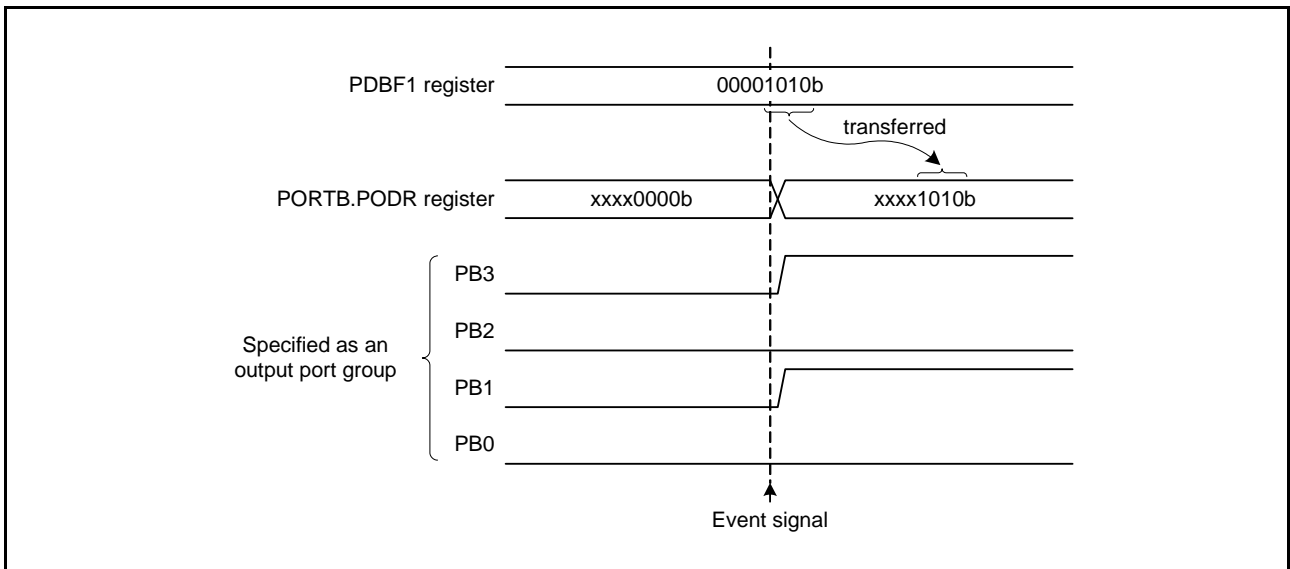 PDBF1 register
00001010b
transferred
PORTB.PODR register
xxxx0000b
xxxx1010b
PB3
PB2
Specified as an
output port group
PB1
PB0
Event signal